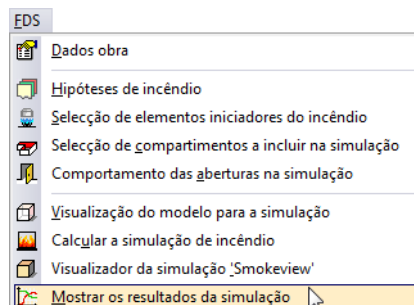 FDS
Dados obra
Hipóteses de incêndio
Selecção de elementos iniciadores do incêndio
Selecção de compartimentos a incluir na simulação
Comportamento das aberturas na simulação
Visualização do modelo para a simulação
Calcular a simulação de incêndio
Visualizador da simulação 'Smokeview'
Mostrar os resultados da simulação